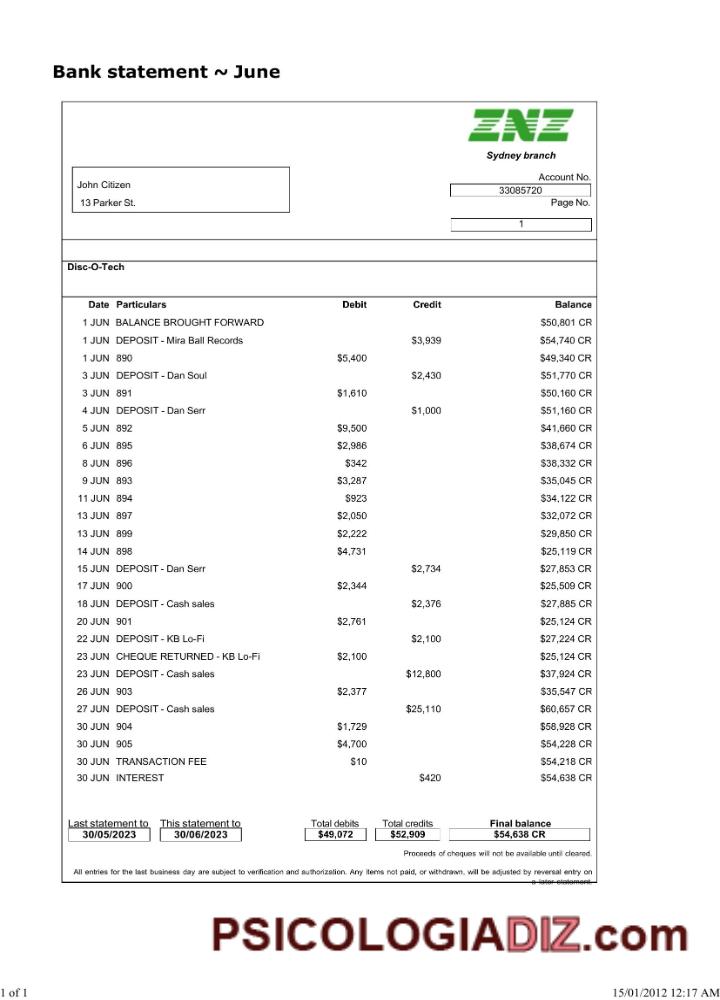 Bank statement ~ June
ZNZ
Sydney branch
Account No.
John Citizen
33085720
13 Parker St.
Page No.
1
Disc-O-Tech
Date Particulars Debit Credit Balance
1 JUN BALANCE BROUGHT FORWARD $50,801 CR
1 JUN DEPOSIT - Mira Ball Records $3,939 $54,740 CR
1 JUN 890 $5,400 $49,340 CR
3 JUN DEPOSIT - Dan Soul $2,430 $51,770 CR
3 JUN 891 $1,610 $50,160 CR
4 JUN DEPOSIT - Dan Serr $1,000 $51,160 CR
5 JUN 892 $9,500 $41,660 CR
6 JUN 895 $2,986 $38,674 CR
8 JUN 896 $342 $38,332 CR
9 JUN 893 $3,287 $35,045 CR
11 JUN 894 $923 $34,122 CR
13 JUN 897 $2,050 $32,072 CR
13 JUN 899 $2,222 $29,850 CR
14 JUN 898 $4,731 $25,119 CR
15 JUN DEPOSIT - Dan Serr $2,734 $27,853 CR
17 JUN 900 $2,344 $25,509 CR
18 JUN DEPOSIT - Cash sales $2,376 $27,885 CR
20 JUN 901 $2,761 $25,124 CR
22 JUN DEPOSIT - KB Lo-Fi $2,100 $27,224 CR
23 JUN CHEQUE RETURNED - KB Lo-Fi $2,100 $25,124 CR
23 JUN DEPOSIT - Cash sales $12,800 $37,924 CR
26 JUN 903 $2,377 $35,547 CR
27 JUN DEPOSIT - Cash sales $25,110 $60,657 CR
30 JUN 904 $1,729 $58,928 CR
30 JUN 905 $4,700 $54,228 CR
30 JUN TRANSACTION FEE $10 $54,218 CR
30 JUN INTEREST $420 $54,638 CR
Last statement to This statement to Total debits Total credits Final balance
30/05/2023 30/06/2023 $49,072 $52,909 $54,638 CR
Proceeds of cheques will not be available until cleared.
All entries for the last business day are subject to verification and authorization. Any items not paid, or withdrawn, will be adjusted by reversal entry on
a later statement.
PSICOLOGIADIZ.com
1 of 1 15/01/2012 12:17 AM